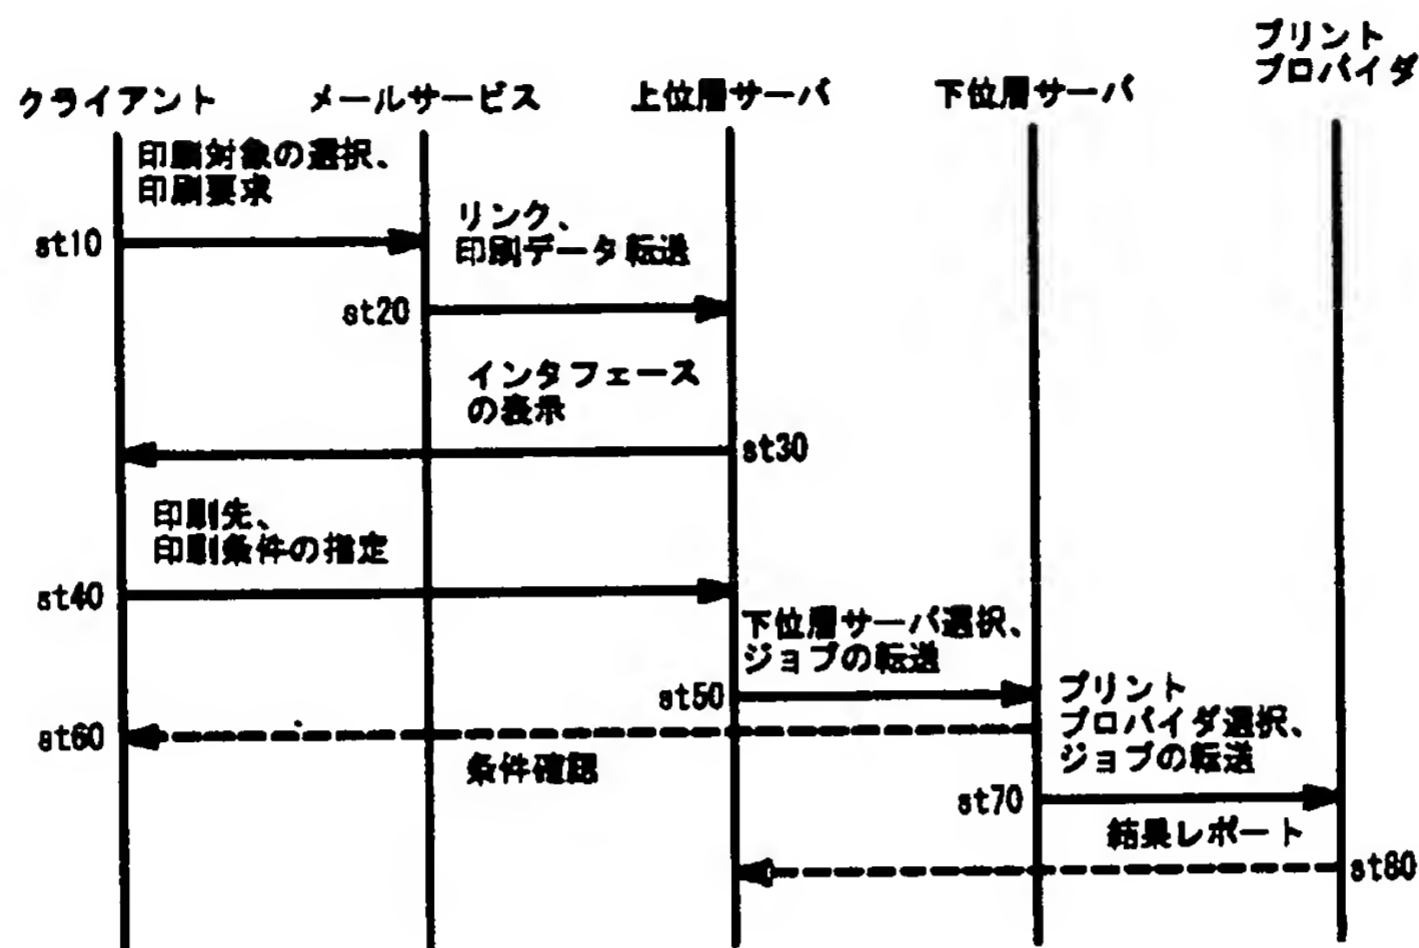 プリント
プロバイダ
クライアント
メールサービス
上位層サーバ
下位層サーバ
印刷対象の選択、
印刷要求
st10
リンク、
印刷データ転送
st20
インタフェース
の表示
st30
印刷先、
印刷条件の指定
st40
下位層サーバ選択、
ジョブの転送
st50
プリント
プロバイダ選択、
ジョブの転送
st60
条件確認
st70
結果レポート
st80